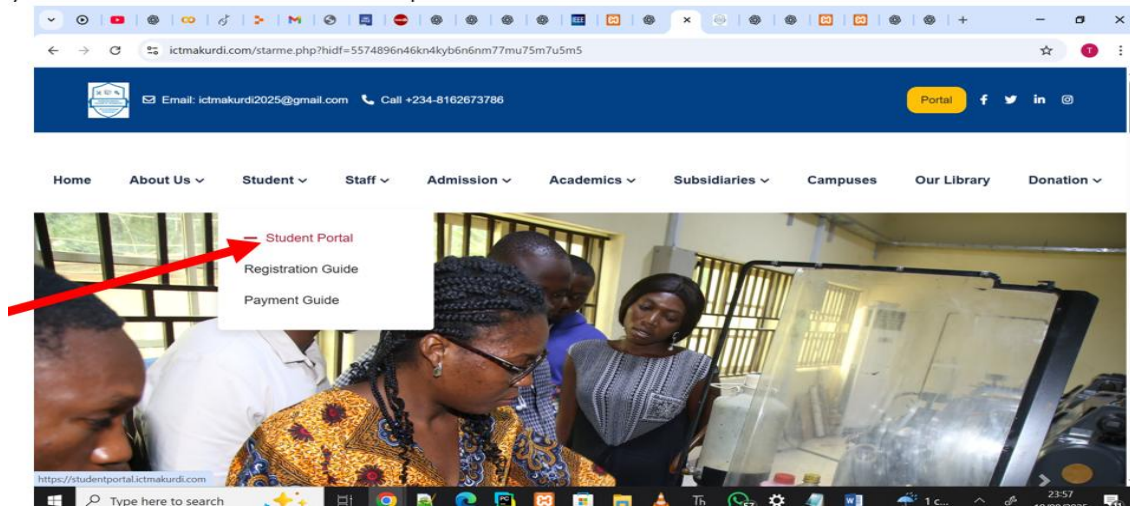 ictmakurdi.com/starme.php?hidf=5574896n46kn4kyb6n6nm77mu75m7u5m5
Email: ictmakurdi2025@gmail.com Call +234-8162673786 Portal
Home About Us Student Staff Admission Academics Subsidiaries Campuses Our Library Donation
Student Portal
Registration Guide
Payment Guide
https://studentportal.ictmakurdi.com
Type here to search
23:57